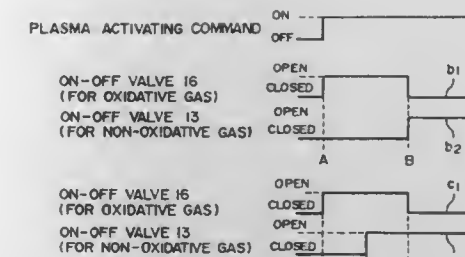 ON
PLASMA ACTIVATING COMMAND
OFF
OPEN
b1
ON-OFF VALVE 16
(FOR OXIDATIVE GAS) CLOSED
ON-OFF VALVE 13 OPEN
(FOR NON-OXIDATIVE GAS) CLOSED
b2
A B
OPEN
c1
ON-OFF VALVE 16
(FOR OXIDATIVE GAS) CLOSED
OPEN
ON-OFF VALVE 13
(FOR NON-OXIDATIVE GAS) CLOSED